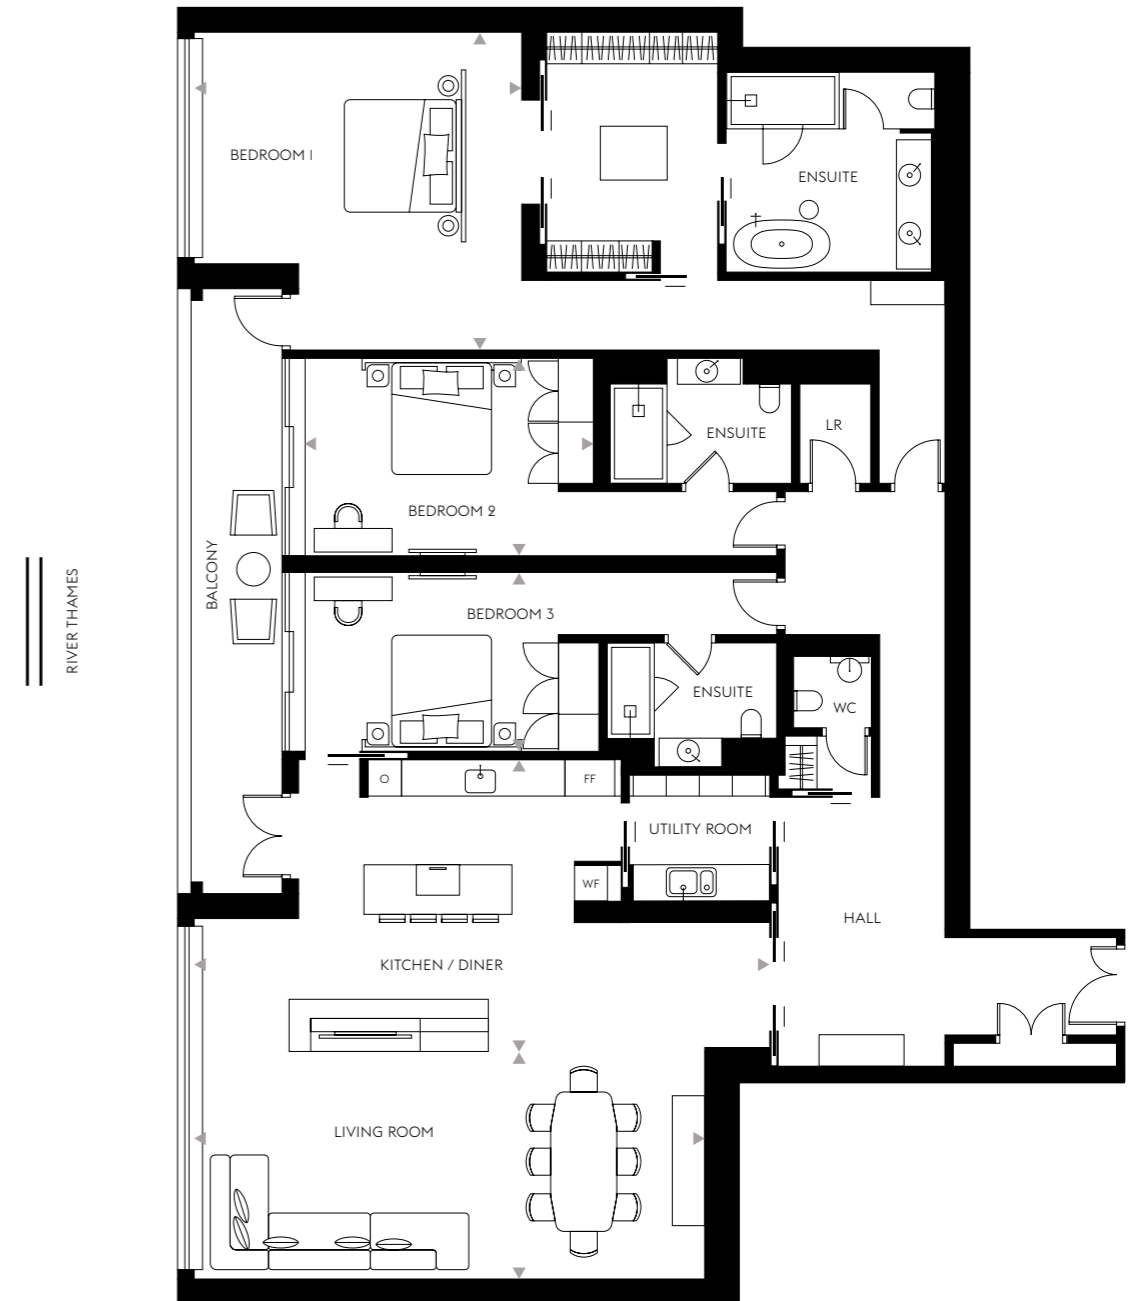 BEDROOM 1
ENSUITE
ENSUITE
LR
BEDROOM 2
BALCONY
RIVER THAMES
BEDROOM 3
ENSUITE
WC
O
FF
UTILITY ROOM
WF
HALL
KITCHEN / DINER
LIVING ROOM